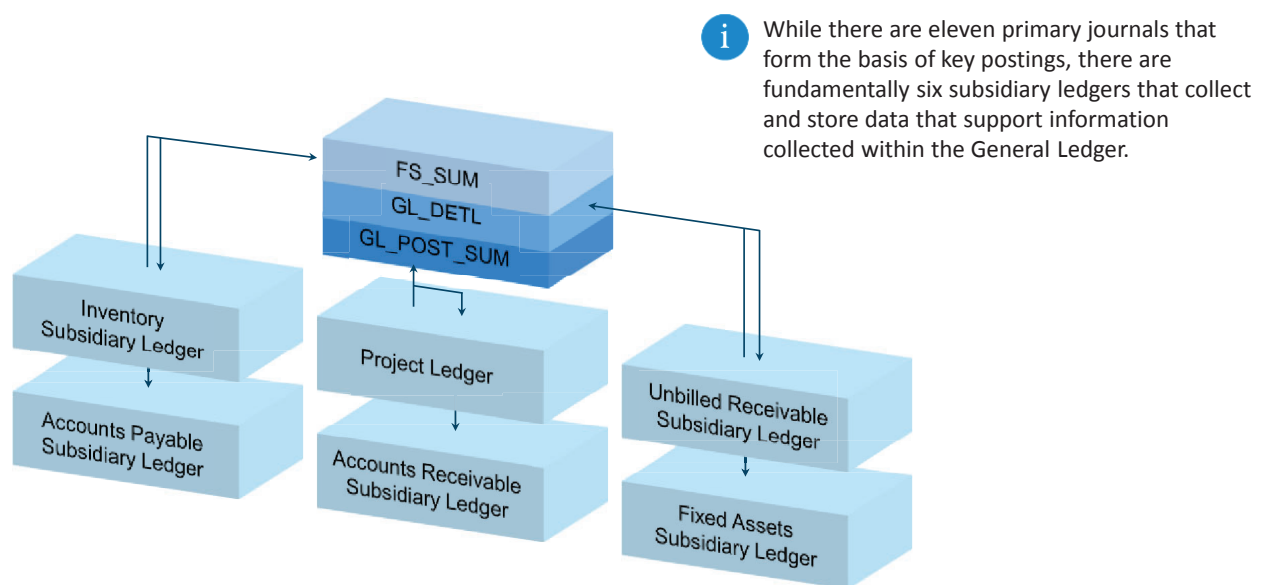 i
While there are eleven primary journals that
form the basis of key postings, there are
fundamentally six subsidiary ledgers that collect
and store data that support information
collected within the General Ledger.
FS_SUM
GL_DETL
GL_POST_SUM
Inventory
Subsidiary Ledger
Accounts Payable
Subsidiary Ledger
Project Ledger
Accounts Receivable
Subsidiary Ledger
Unbilled Receivable
Subsidiary Ledger
Fixed Assets
Subsidiary Ledger